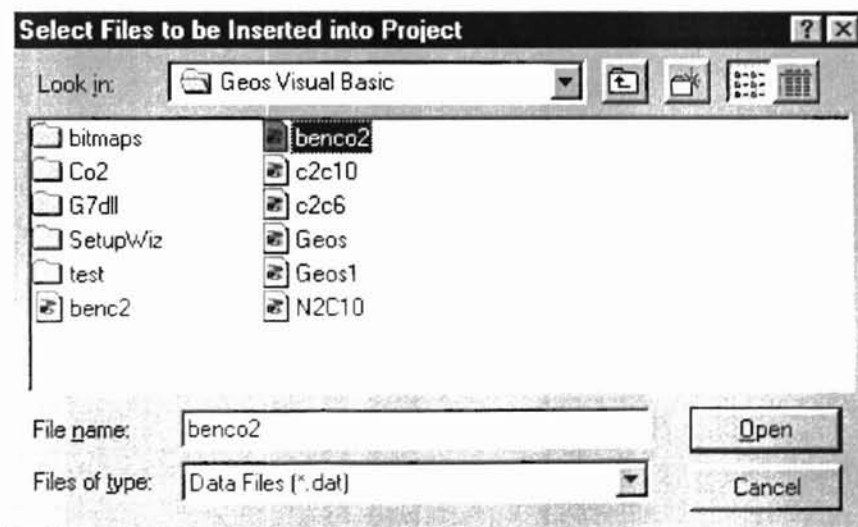 Select Files to be Inserted into Project
Look in: Geos Visual Basic
bitmaps benco2
Co2 c2c10
G7dll c2c6
SetupWiz Geos
test Geos1
benc2 N2C10
File name: benco2 Open
Files of type: Data Files (*.dat) Cancel